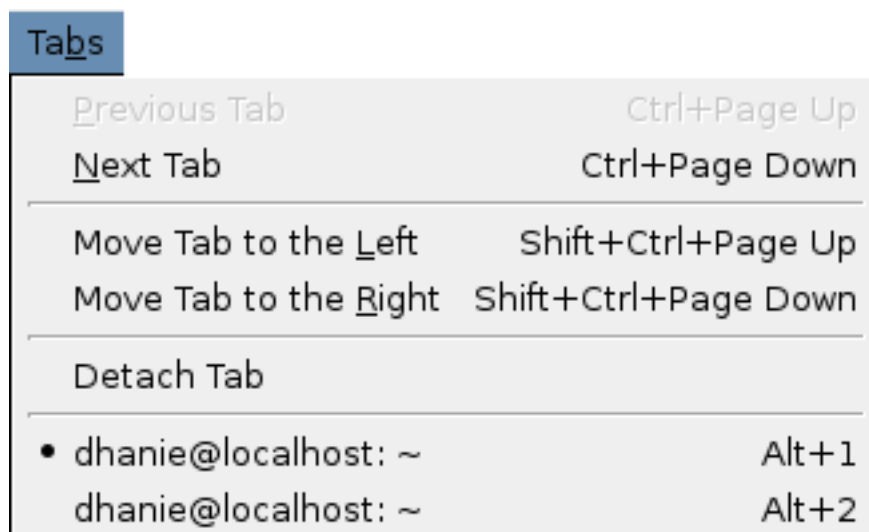 Tabs
Previous Tab Ctrl+Page Up
Next Tab Ctrl+Page Down
Move Tab to the Left Shift+Ctrl+Page Up
Move Tab to the Right Shift+Ctrl+Page Down
Detach Tab
• dhanie@localhost: ~ Alt+1
dhanie@localhost: ~ Alt+2